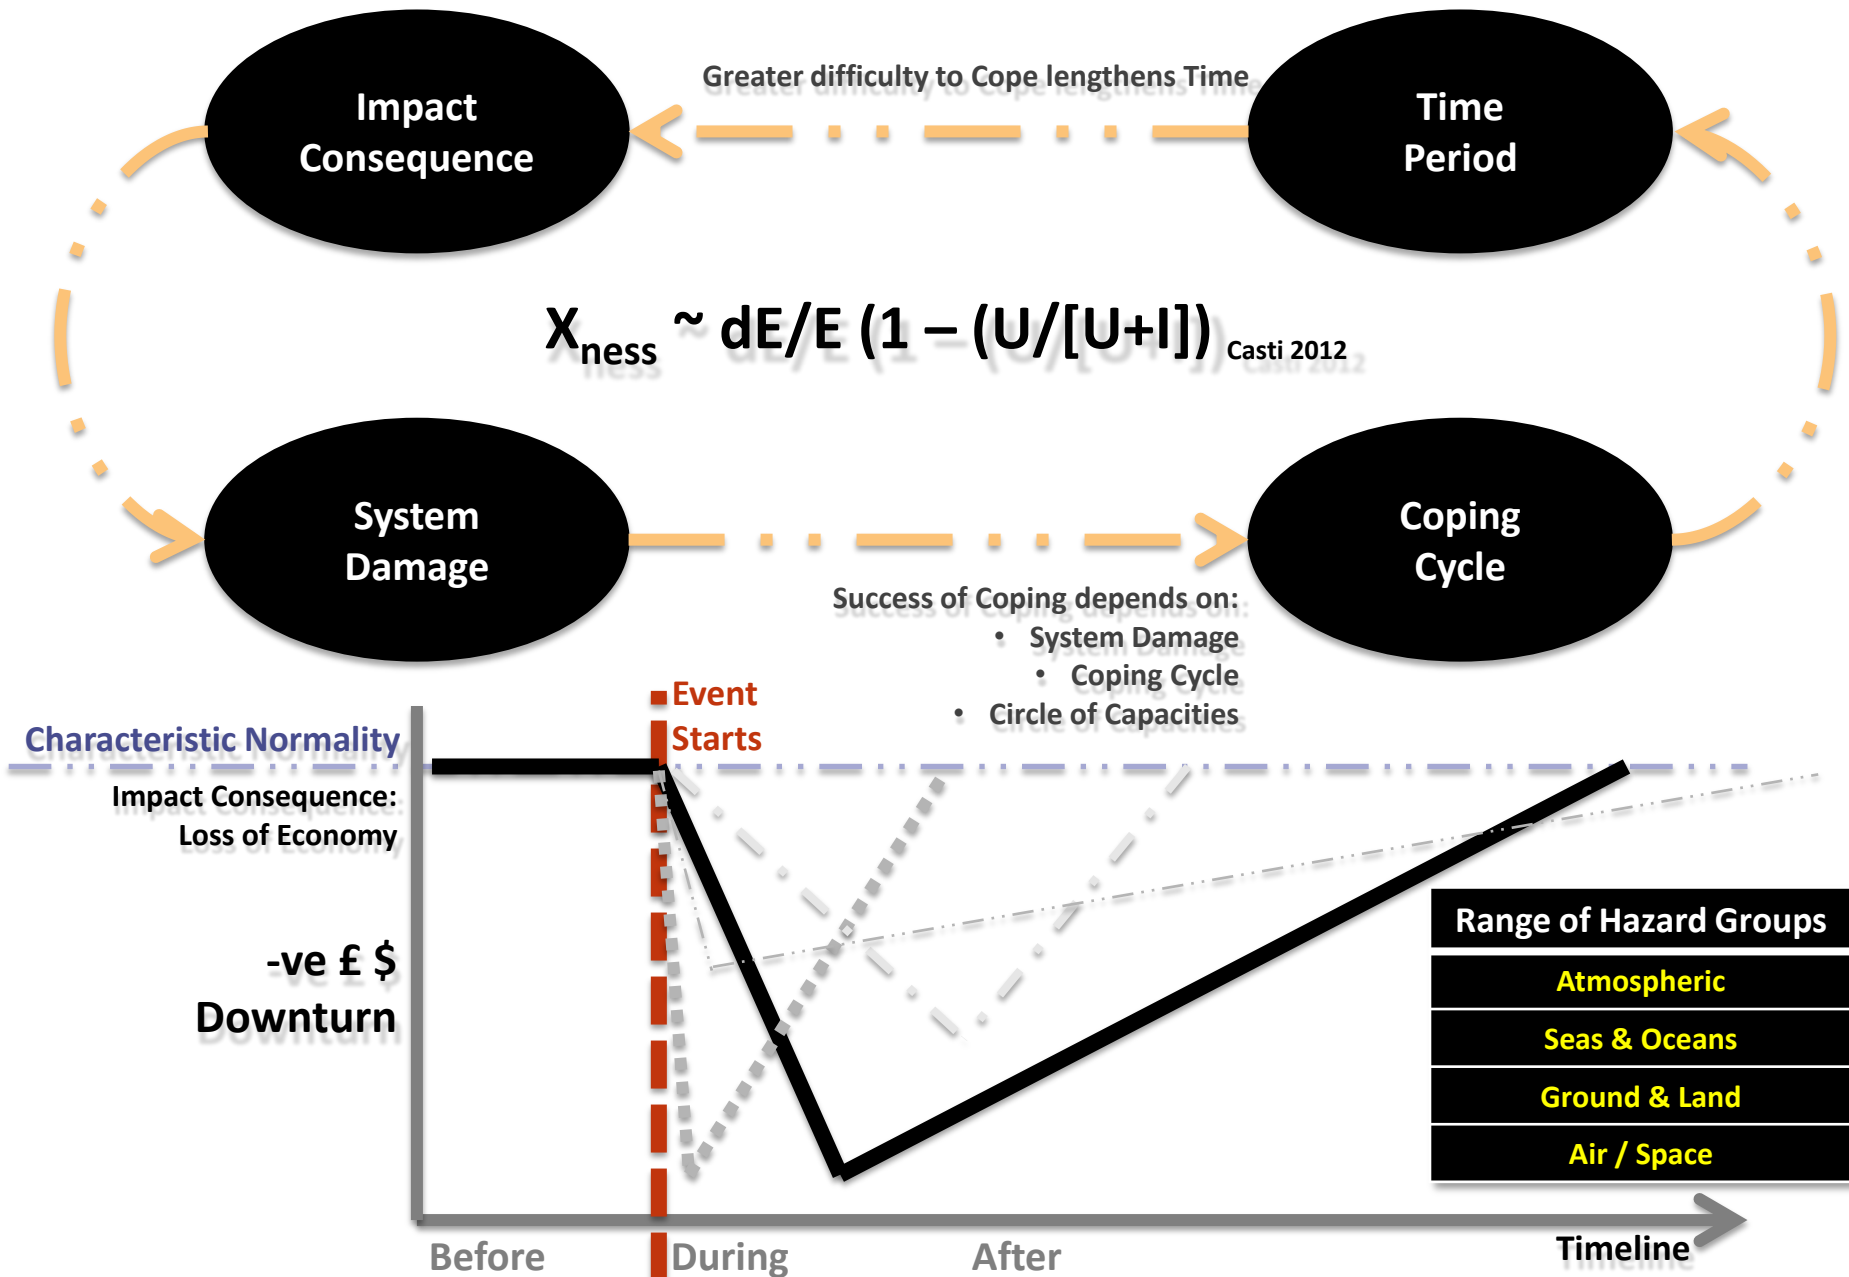 Greater difficulty to Cope lengthens Time
Impact
Consequence
Time
Period
Xness ~ dE/E (1 – (U/[U+I]) Casti 2012
System
Damage
Coping
Cycle
Success of Coping depends on:
• System Damage
• Coping Cycle
• Circle of Capacities
Event
Starts
Characteristic Normality
Impact Consequence:
Loss of Economy
-ve £ $
Downturn
Range of Hazard Groups
Atmospheric
Seas & Oceans
Ground & Land
Air / Space
Before
During
After
Timeline